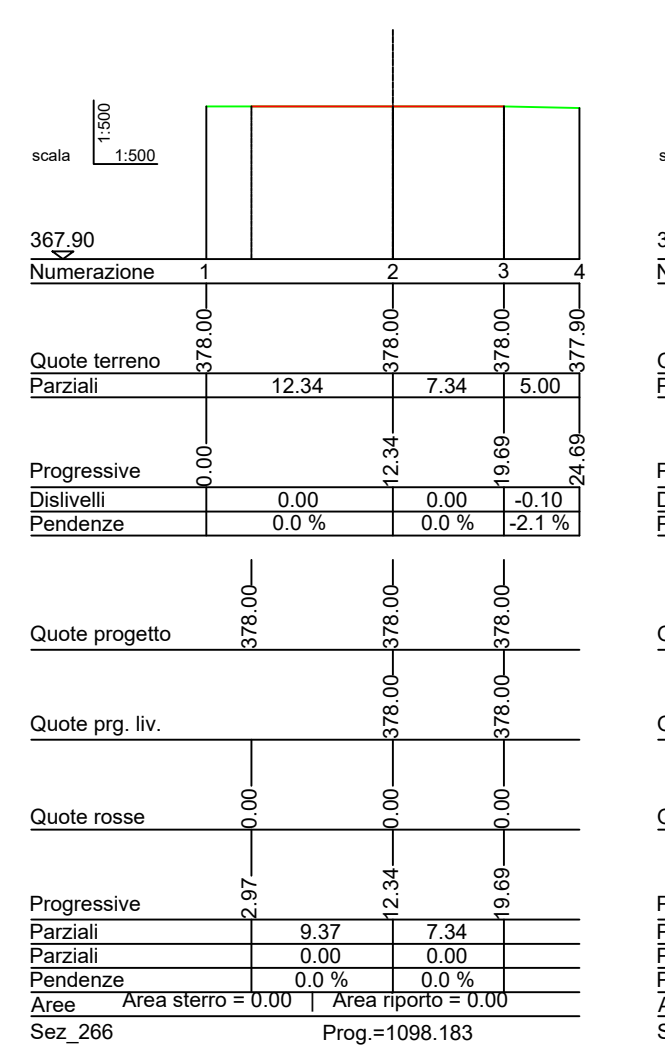 1:500
scala 1:500
367.90
Numerazione 1 2 3 4
Quote terreno 378.00 378.00 378.00 377.90
Parziali 12.34 7.34 5.00
Progressive 0.00 12.34 19.69 24.69
Dislivelli 0.00 0.00 -0.10
Pendenze 0.0 % 0.0 % -2.1 %
Quote progetto 378.00 378.00 378.00
Quote prg. liv. 378.00 378.00
Quote rosse 0.00 0.00 0.00
Progressive 2.97 12.34 19.69
Parziali 9.37 7.34
Parziali 0.00 0.00
Pendenze 0.0 % 0.0 %
Aree Area sterro = 0.00 | Area riporto = 0.00
Sez_266 Prog.=1098.183